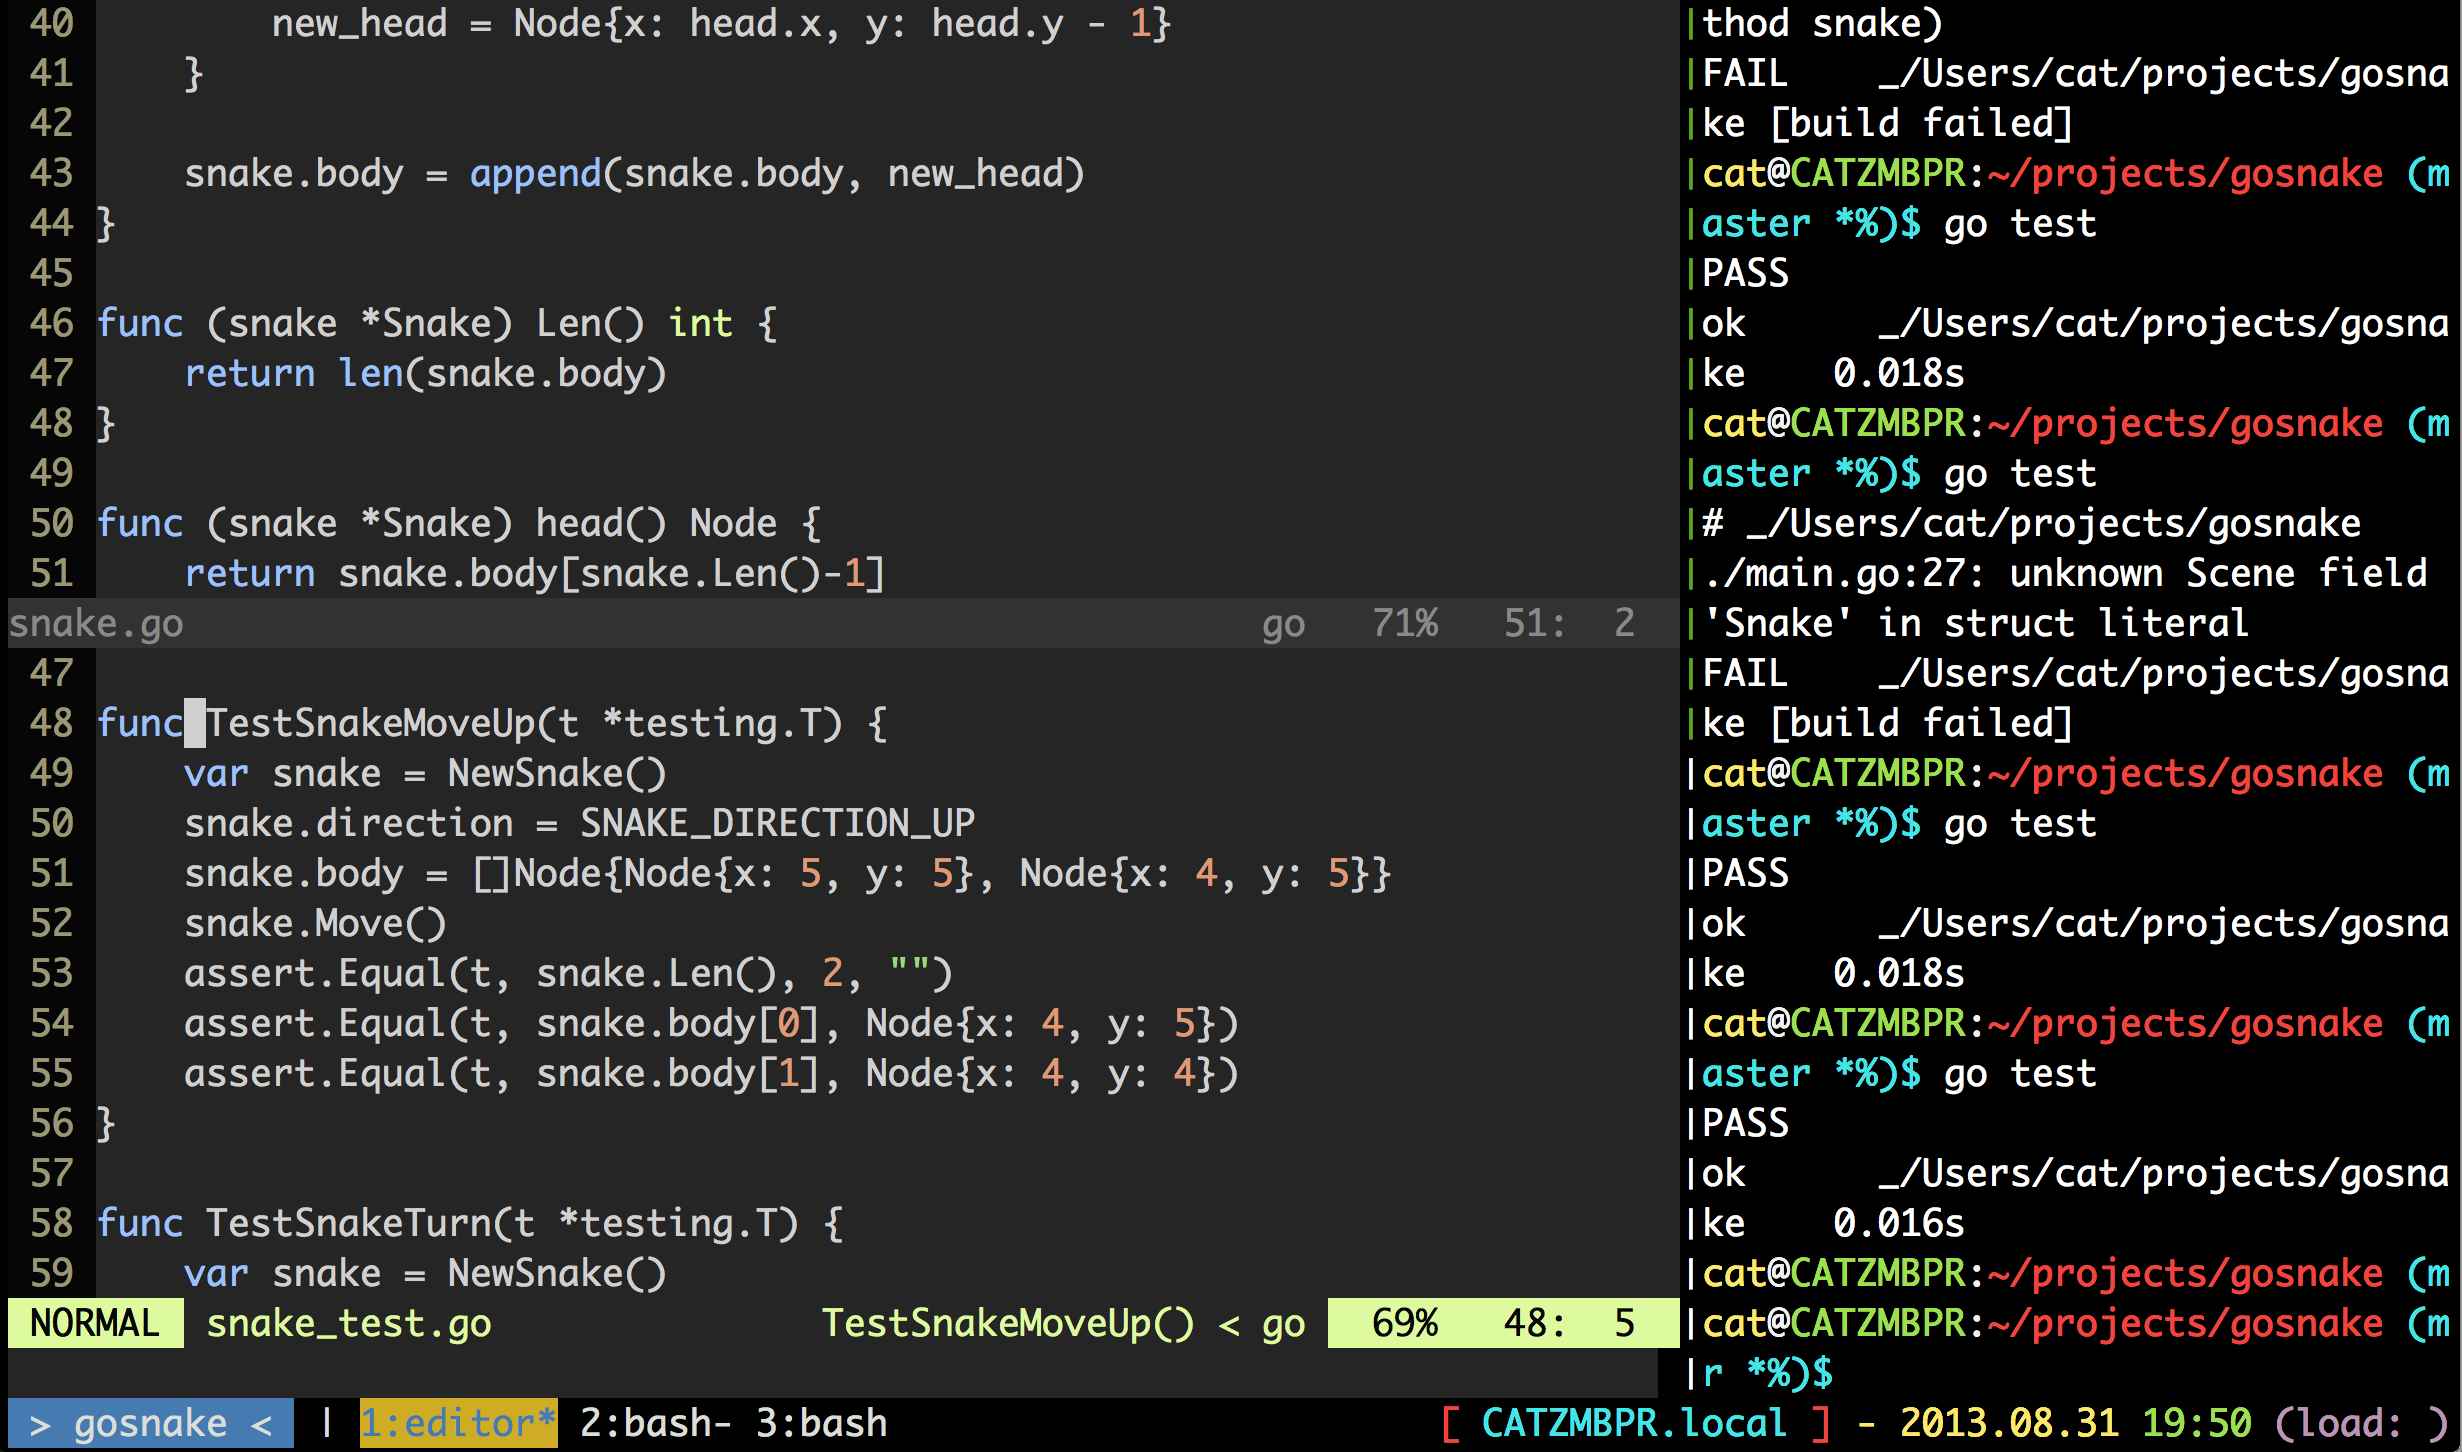 40         new_head = Node{x: head.x, y: head.y - 1}
41     }
42
43     snake.body = append(snake.body, new_head)
44 }
45
46 func (snake *Snake) Len() int {
47     return len(snake.body)
48 }
49
50 func (snake *Snake) head() Node {
51     return snake.body[snake.Len()-1]
snake.go go 71% 51: 2
47
48 func TestSnakeMoveUp(t *testing.T) {
49     var snake = NewSnake()
50     snake.direction = SNAKE_DIRECTION_UP
51     snake.body = []Node{Node{x: 5, y: 5}, Node{x: 4, y: 5}}
52     snake.Move()
53     assert.Equal(t, snake.Len(), 2, "")
54     assert.Equal(t, snake.body[0], Node{x: 4, y: 5})
55     assert.Equal(t, snake.body[1], Node{x: 4, y: 4})
56 }
57
58 func TestSnakeTurn(t *testing.T) {
59     var snake = NewSnake()
NORMAL snake_test.go TestSnakeMoveUp() < go 69% 48: 5
|thod snake)
|FAIL    _/Users/cat/projects/gosna
|ke [build failed]
|cat@CATZMBPR:~/projects/gosnake (m
|aster *%)$ go test
|PASS
|ok      _/Users/cat/projects/gosna
|ke    0.018s
|cat@CATZMBPR:~/projects/gosnake (m
|aster *%)$ go test
|# _/Users/cat/projects/gosnake
|./main.go:27: unknown Scene field
|'Snake' in struct literal
|FAIL    _/Users/cat/projects/gosna
|ke [build failed]
|cat@CATZMBPR:~/projects/gosnake (m
|aster *%)$ go test
|PASS
|ok      _/Users/cat/projects/gosna
|ke    0.018s
|cat@CATZMBPR:~/projects/gosnake (m
|aster *%)$ go test
|PASS
|ok      _/Users/cat/projects/gosna
|ke    0.016s
|cat@CATZMBPR:~/projects/gosnake (m
|cat@CATZMBPR:~/projects/gosnake (m
|r *%)$
> gosnake < | 1:editor* 2:bash- 3:bash [ CATZMBPR.local ] - 2013.08.31 19:50 (load: )